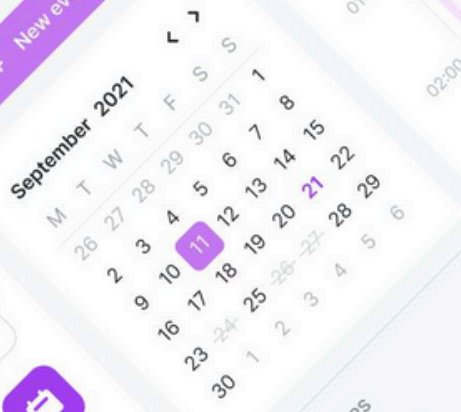 New ev
September 2021
M T W T F S S
26 27 28 29 30 31 1
2 3 4 5 6 7 8
9 10 11 12 13 14 15
16 17 18 19 20 21 22
23 24 25 26 27 28 29
30 1 2 3 4 5 6
01
02:00
es